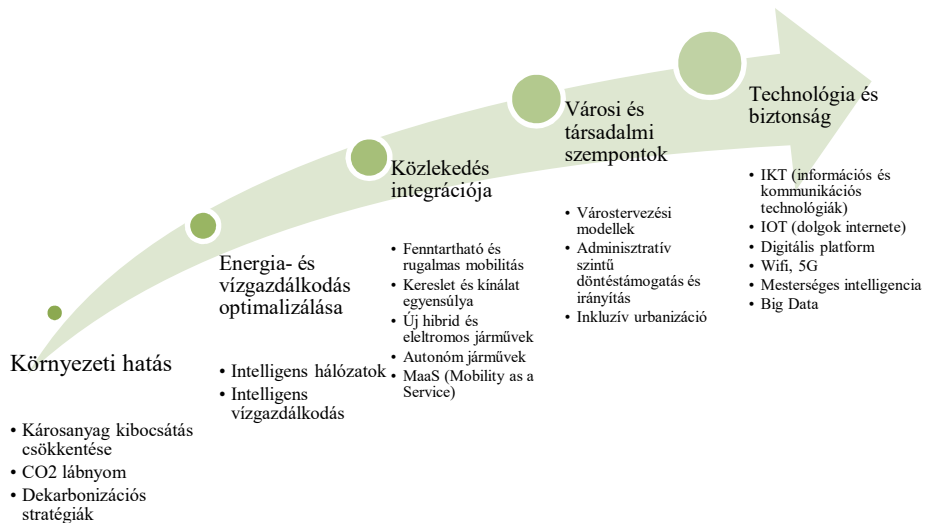 Környezeti hatás
• Károsanyag kibocsátás
csökkentése
• CO2 lábnyom
• Dekarbonizációs
stratégiák
Energia- és
vízgazdálkodás
optimalizálása
• Intelligens hálózatok
• Intelligens
vízgazdálkodás
Közlekedés
integrációja
• Fenntartható és
rugalmas mobilitás
• Kereslet és kínálat
egyensúlya
• Új hibrid és
eleltromos járművek
• Autonóm járművek
• MaaS (Mobility as a
Service)
Városi és
társadalmi
szempontok
• Várostervezési
modellek
• Adminisztratív
szintű
döntéstámogatás és
irányítás
• Inkluzív urbanizáció
Technológia és
biztonság
• IKT (információs és
kommunikációs
technológiák)
• IOT (dolgok internete)
• Digitális platform
• Wifi, 5G
• Mesterséges intelligencia
• Big Data